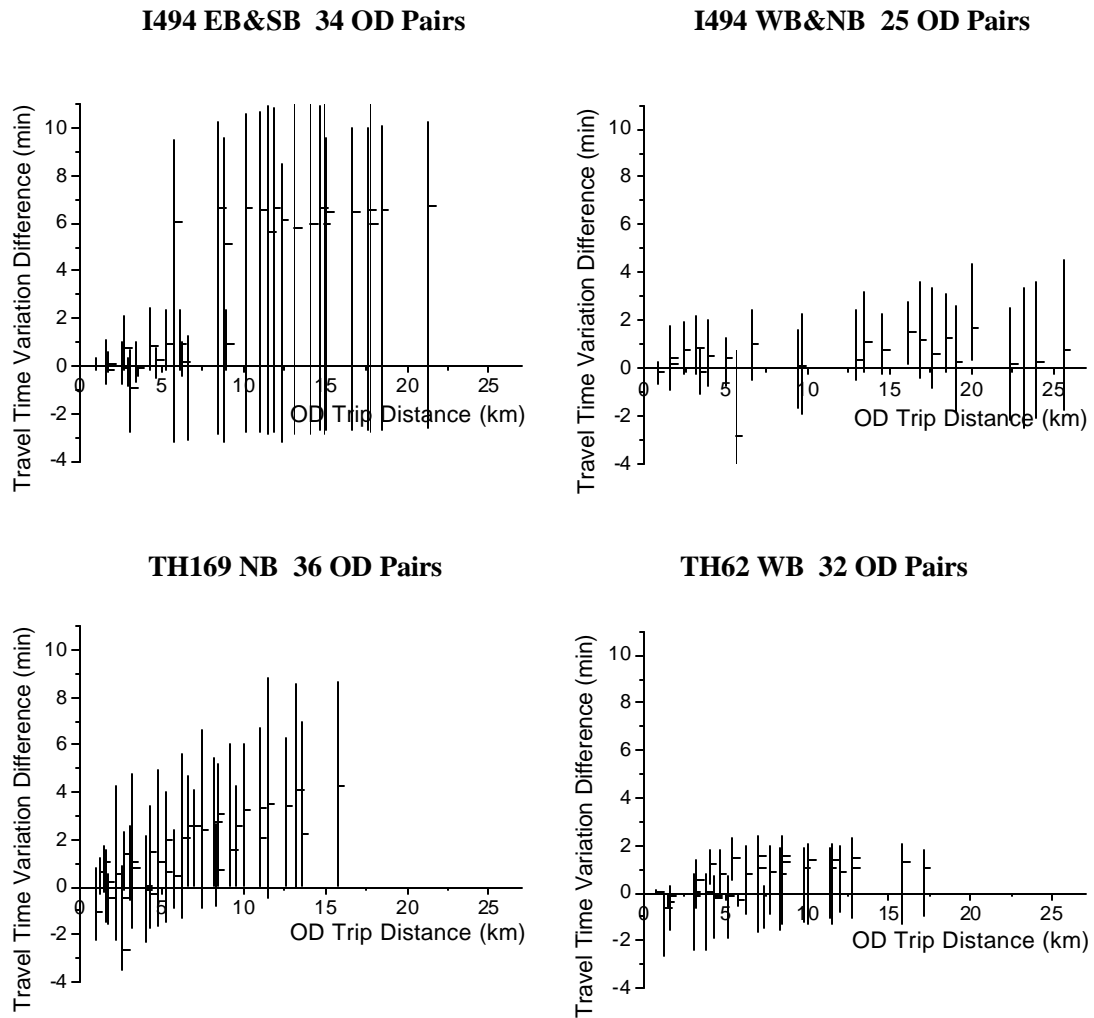 I494 EB&SB 34 OD Pairs
I494 WB&NB 25 OD Pairs
Travel Time Variation Difference (min)
10
8
6
4
2
0
-2
-4
0 5 10 15 20 25
OD Trip Distance (km)
Travel Time Variation Difference (min)
10
8
6
4
2
0
-2
-4
0 5 10 15 20 25
OD Trip Distance (km)
TH169 NB 36 OD Pairs
TH62 WB 32 OD Pairs
Travel Time Variation Difference (min)
10
8
6
4
2
0
-2
-4
0 5 10 15 20 25
OD Trip Distance (km)
Travel Time Variation Difference (min)
10
8
6
4
2
0
-2
-4
0 5 10 15 20 25
OD Trip Distance (km)